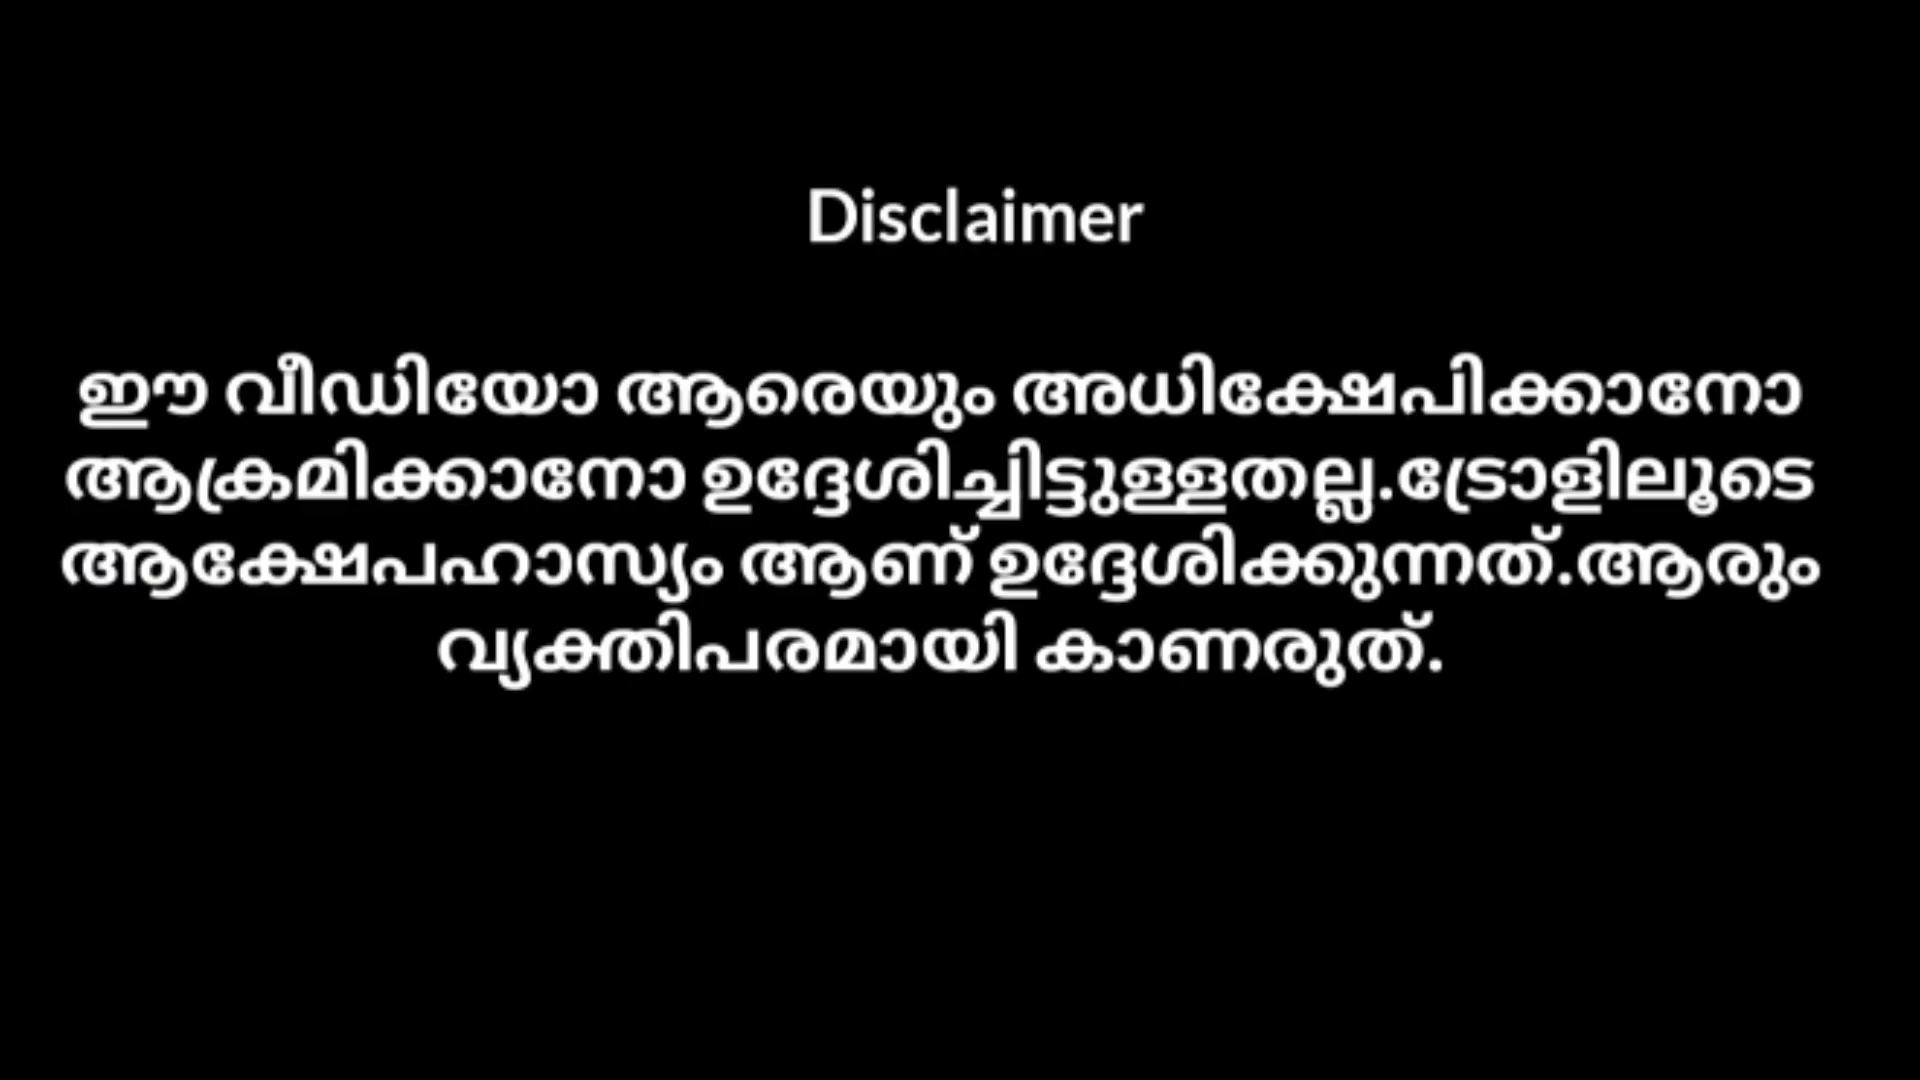 Disclaimer
ഈ വീഡിയോ ആരെയും അധിക്ഷേപിക്കാനോ
ആക്രമിക്കാനോ ഉദ്ദേശിച്ചിട്ടുള്ളതല്ല.ട്രോളിലൂടെ
ആക്ഷേപഹാസ്യം ആണ് ഉദ്ദേശിക്കുന്നത്.ആരും
വ്യക്തിപരമായി കാണരുത്.